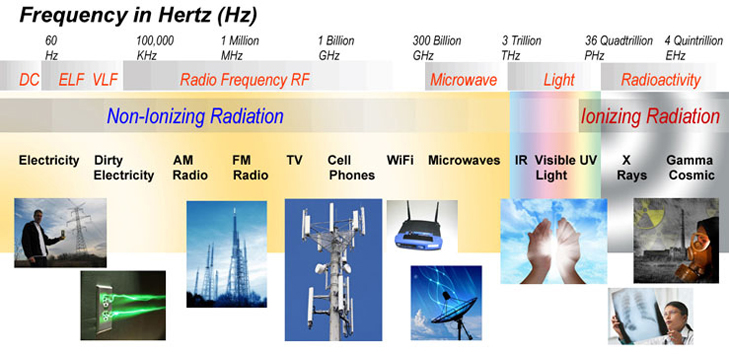 Frequency in Hertz (Hz)
60 Hz
100,000 KHz
1 Million MHz
1 Billion GHz
300 Billion GHz
3 Trillion THz
36 Quadtrillion PHz
4 Quintrillion EHz
DC ELF VLF Radio Frequency RF Microwave Light Radioactivity
Non-Ionizing Radiation Ionizing Radiation
Electricity
Dirty Electricity
AM Radio
FM Radio
TV
Cell Phones
WiFi
Microwaves
IR
Visible Light
UV
X Rays
Gamma Cosmic